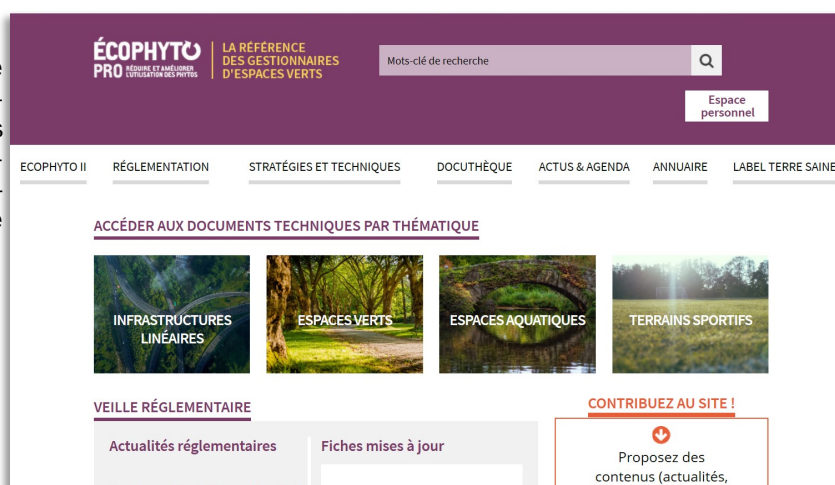 ÉCOPHYTO
PRO RÉDUIRE ET AMÉLIORER
L'UTILISATION DES PHYTOS
LA RÉFÉRENCE
DES GESTIONNAIRES
D'ESPACES VERTS
Mots-clé de recherche
Espace
personnel
ECOPHYTO II RÉGLEMENTATION STRATÉGIES ET TECHNIQUES DOCUTHÈQUE ACTUS & AGENDA ANNUAIRE LABEL TERRE SAINE
ACCÉDER AUX DOCUMENTS TECHNIQUES PAR THÉMATIQUE
INFRASTRUCTURES
LINÉAIRES
ESPACES VERTS
ESPACES AQUATIQUES
TERRAINS SPORTIFS
VEILLE RÉGLEMENTAIRE
Actualités réglementaires
Fiches mises à jour
CONTRIBUEZ AU SITE !
Proposez des
contenus (actualités,